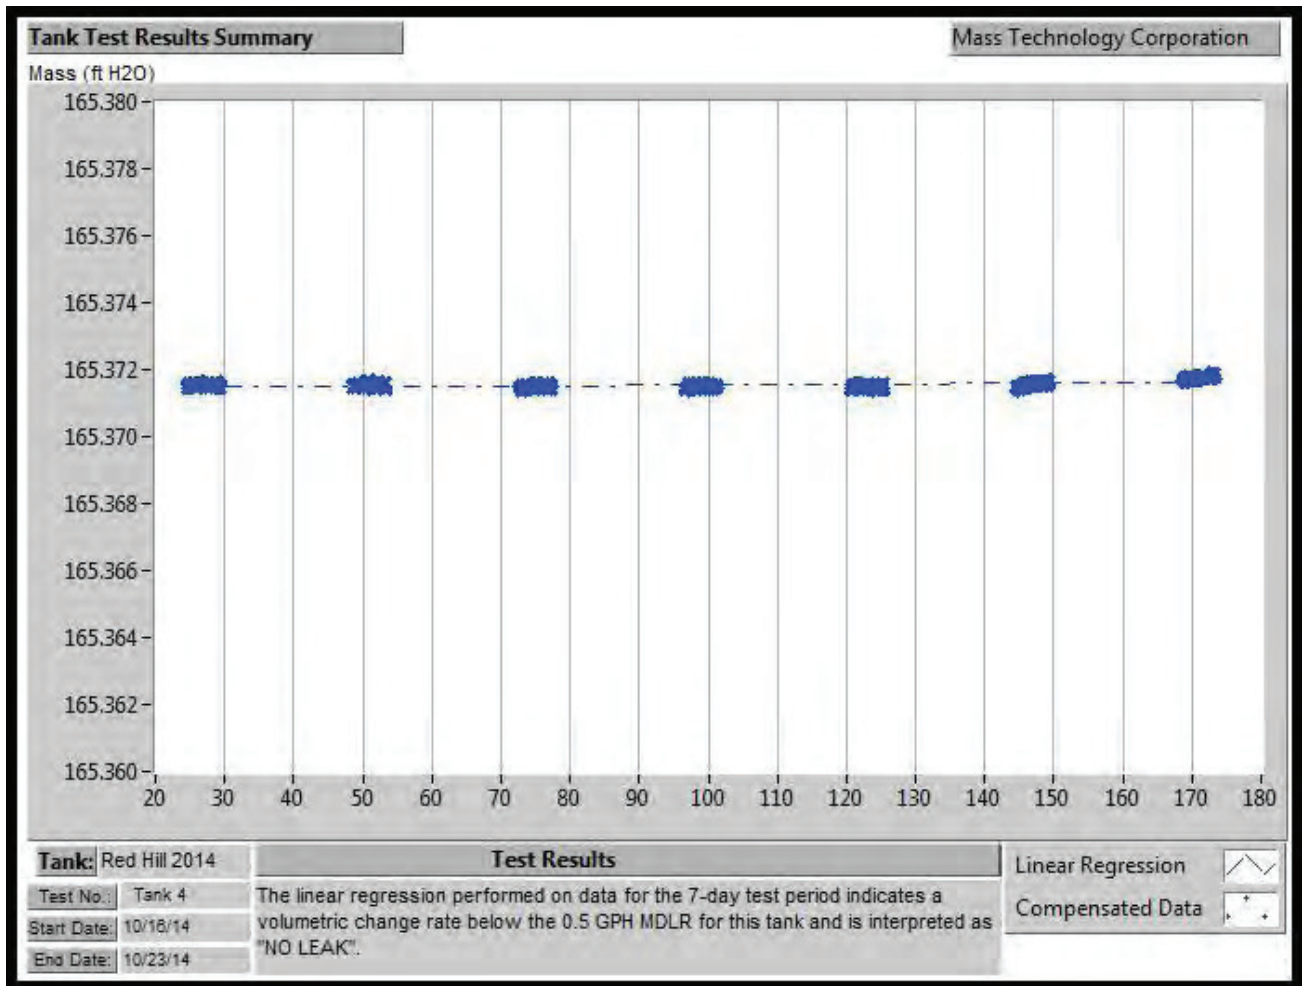 Tank Test Results Summary
Mass Technology Corporation
Mass (ft H2O)
165.380
165.378
165.376
165.374
165.372
165.370
165.368
165.366
165.364
165.362
165.360
20 30 40 50 60 70 80 90 100 110 120 130 140 150 160 170 180
Tank: Red Hill 2014
Test No.: Tank 4
Start Date: 10/16/14
End Date: 10/23/14
Test Results
The linear regression performed on data for the 7-day test period indicates a
volumetric change rate below the 0.5 GPH MDLR for this tank and is interpreted as
"NO LEAK".
Linear Regression
Compensated Data